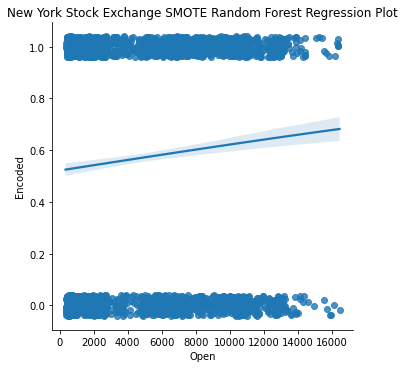 New York Stock Exchange SMOTE Random Forest Regression Plot
1.0
0.8
0.6
0.4
0.2
0.0
Encoded
0 2000 4000 6000 8000 10000 12000 14000 16000
Open